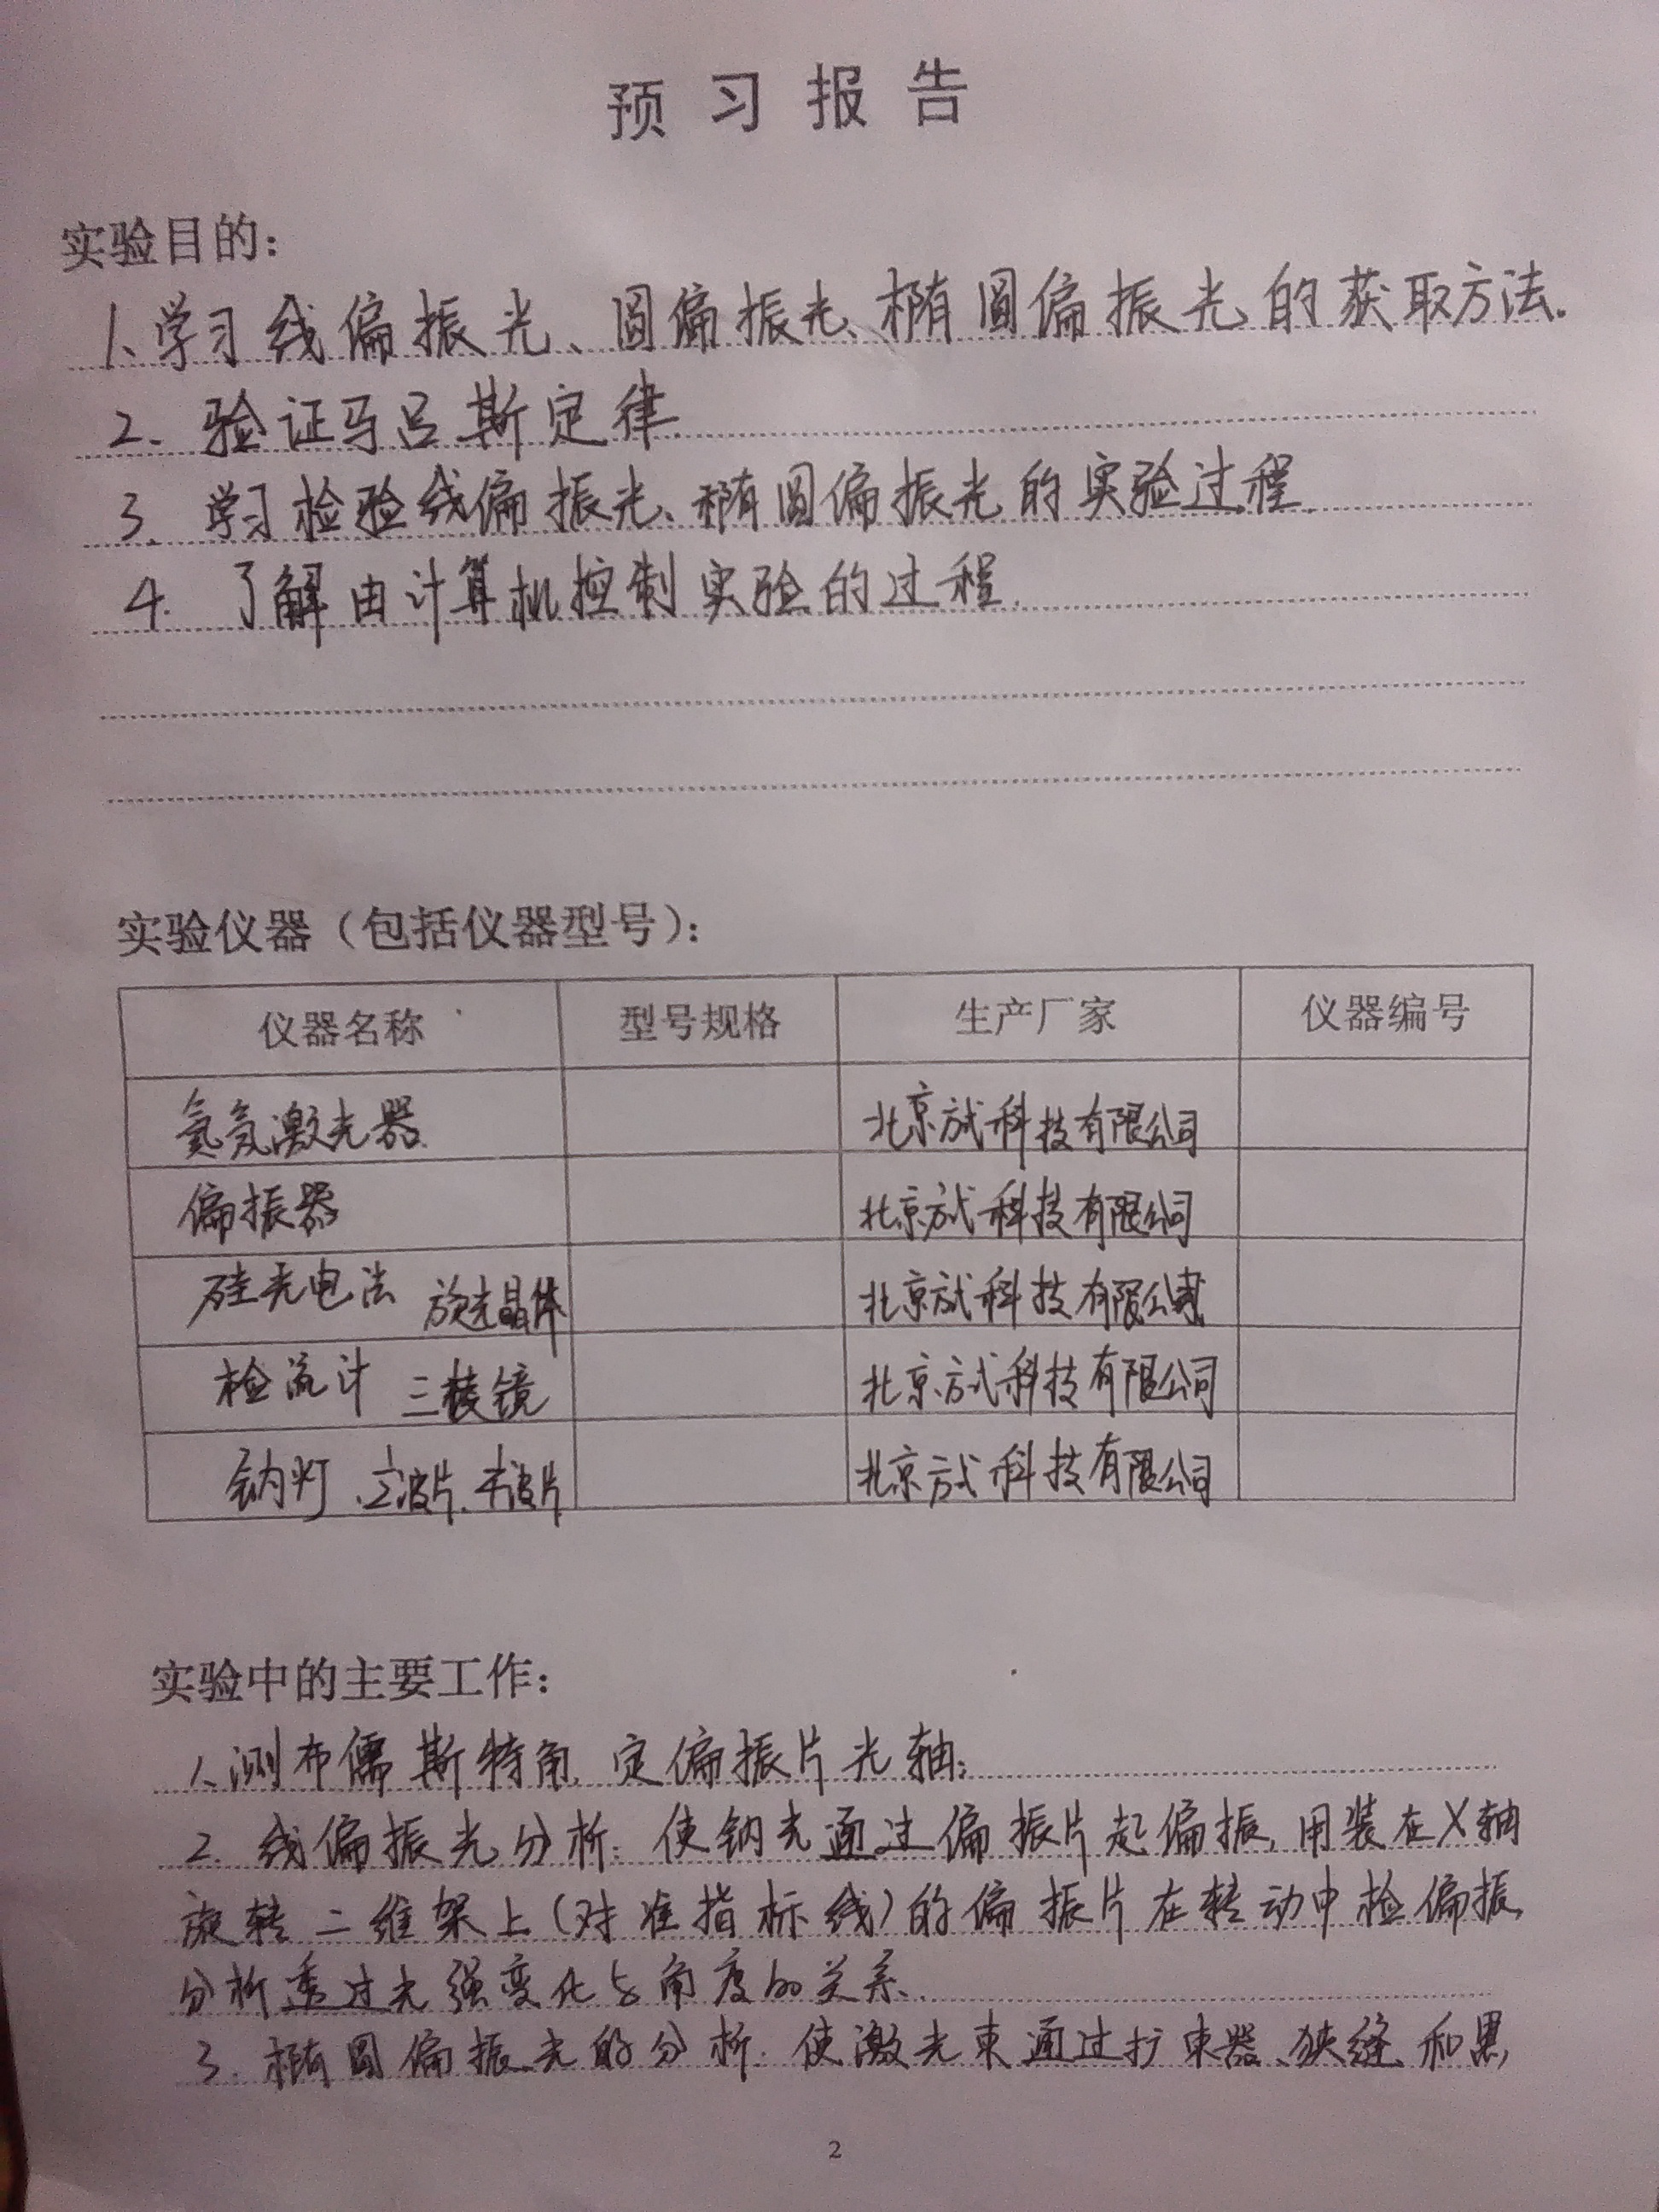 预习报告
实验目的：
1、学习线偏振光、圆偏振光、椭圆偏振光的获取方法.
2、验证马吕斯定律.
3、学习检验线偏振光、椭圆偏振光的实验过程.
4. 了解由计算机控制实验的过程.
实验仪器（包括仪器型号）：
仪器名称 型号规格 生产厂家 仪器编号
氦氖激光器 北京方式科技有限公司
偏振器 北京方式科技有限公司
硅光电法 旋光晶体 北京方式科技有限公司
检流计 三棱镜 北京方式科技有限公司
钠灯、1/2波片、1/4波片 北京方式科技有限公司
实验中的主要工作：
1、测布儒斯特角，定偏振片光轴；
2. 线偏振光分析：使钠光通过偏振片起偏振，用装在X轴
旋转二维架上（对准指标线）的偏振片在转动中检偏振，
分析透过光强变化与角度的关系.
3. 椭圆偏振光的分析：使激光束通过扩束器、狭缝和黑
2